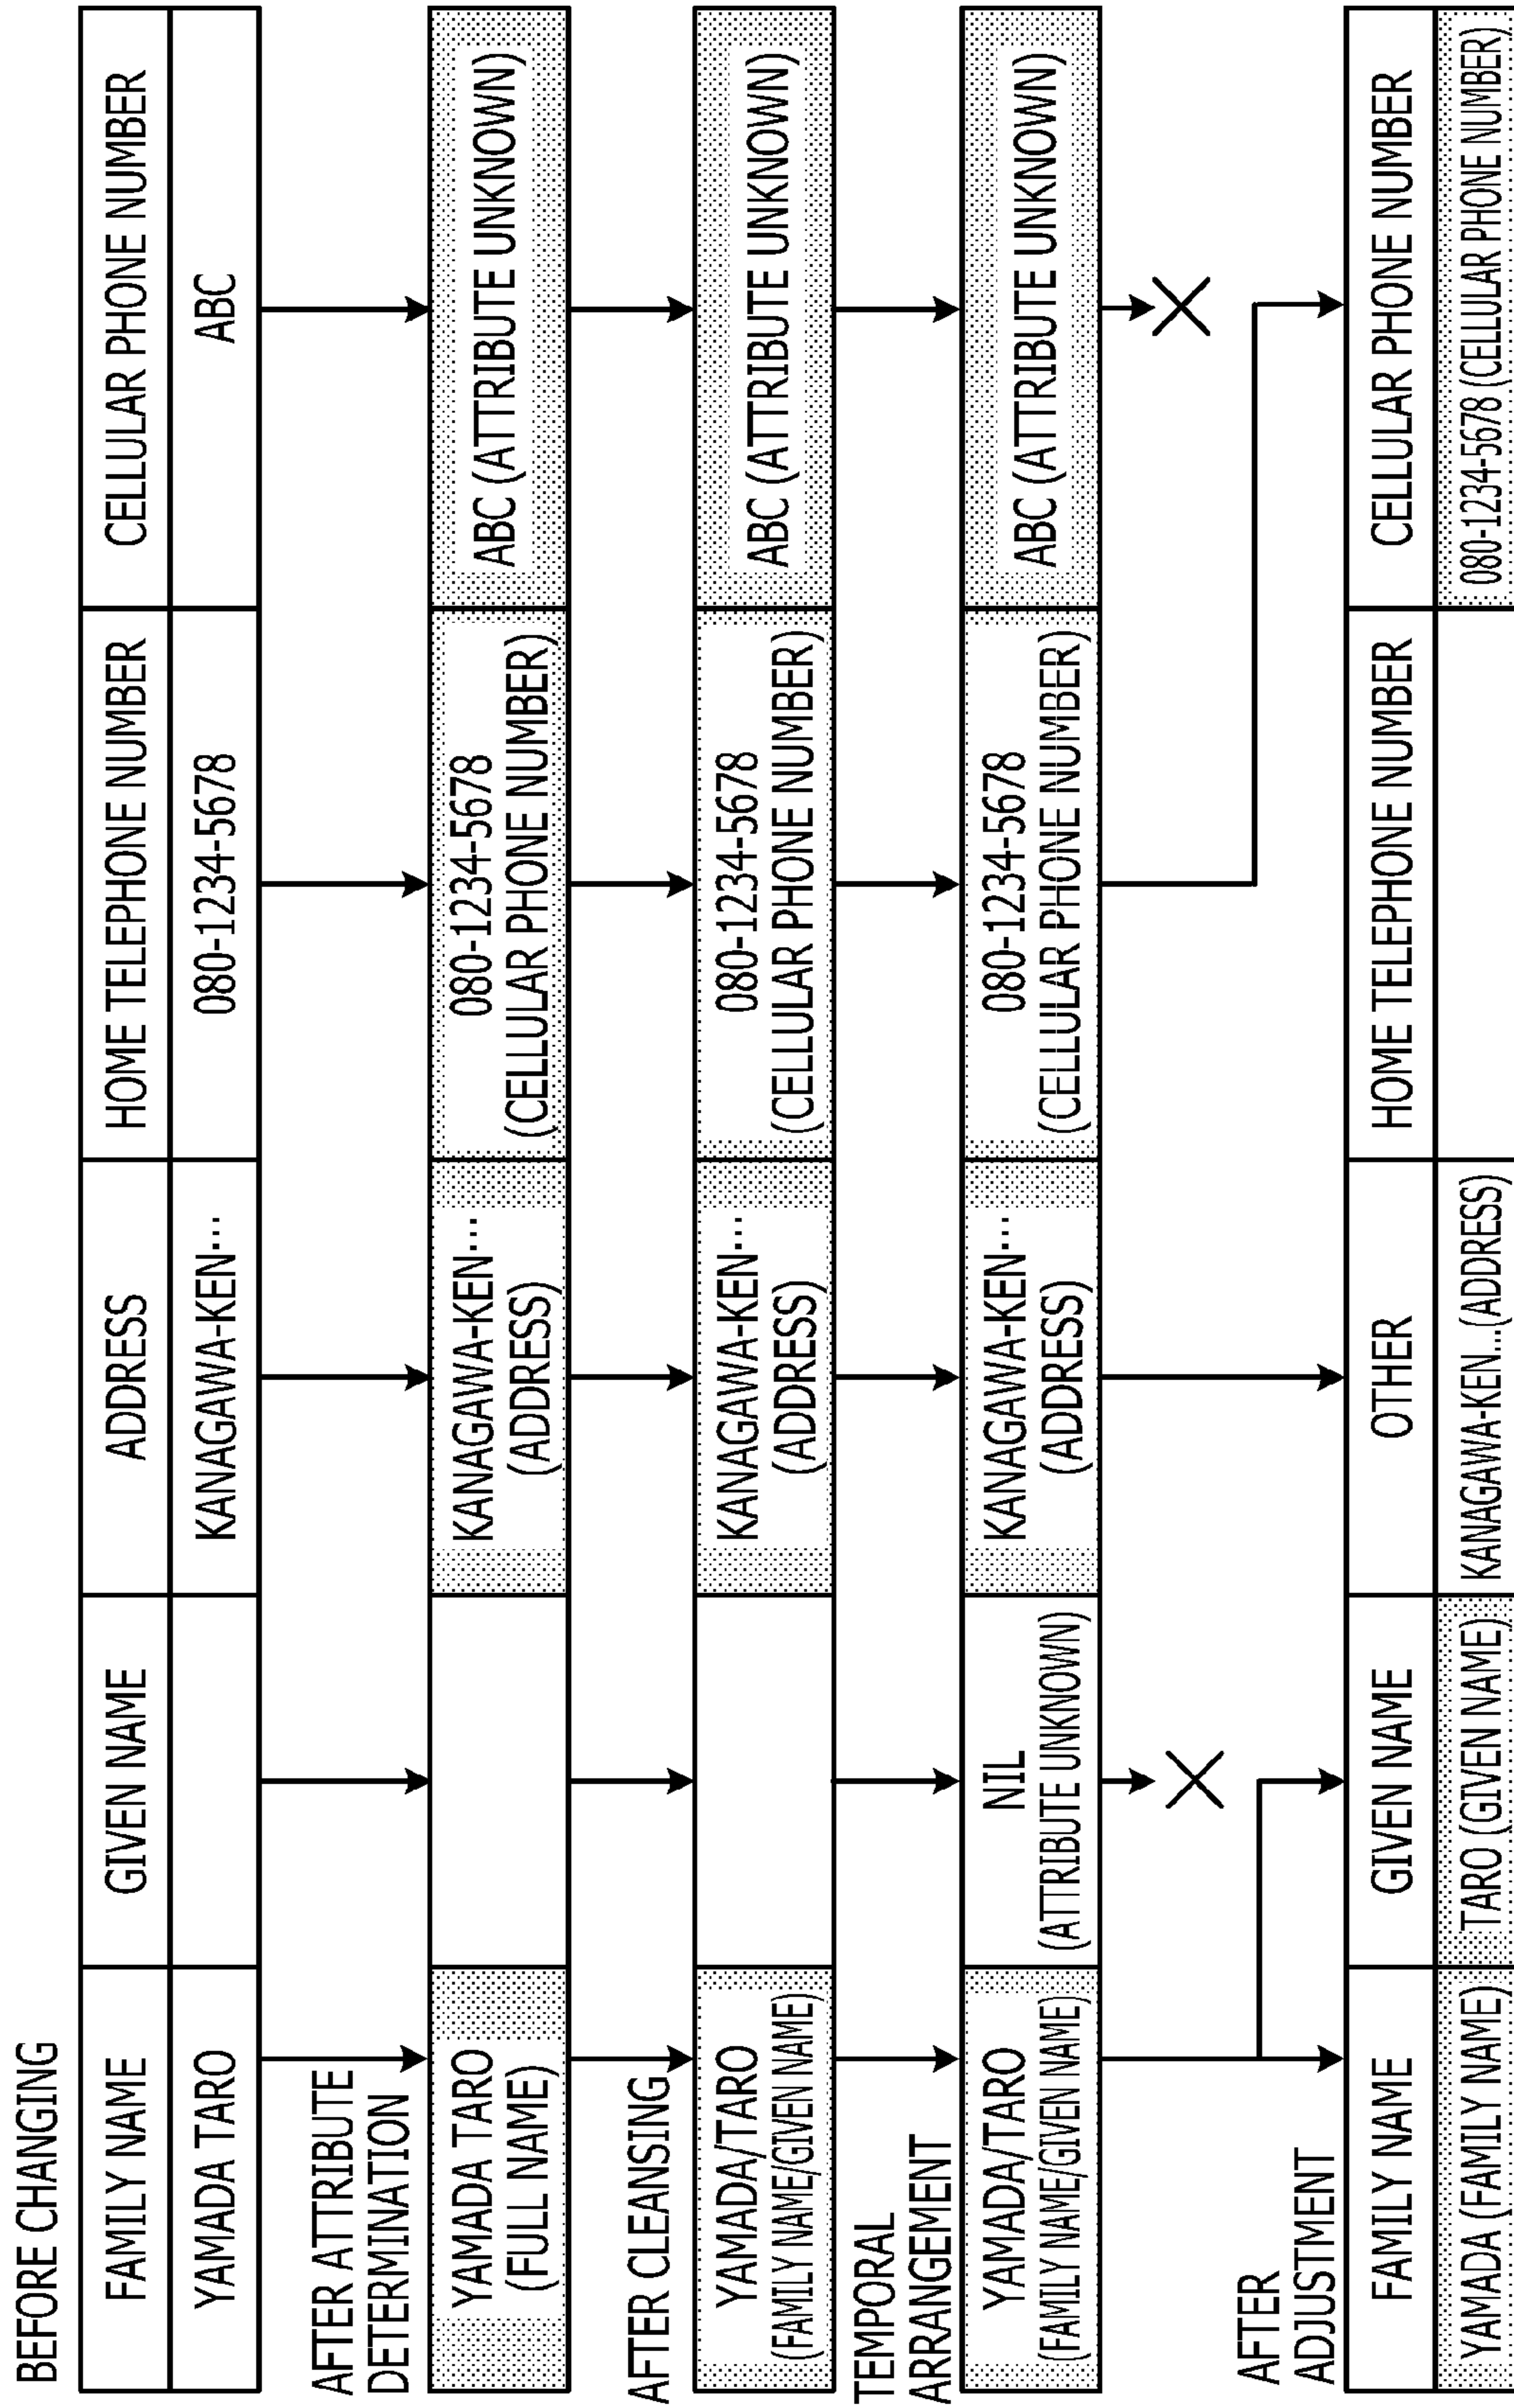 BEFORE CHANGING
FAMILY NAME
GIVEN NAME
ADDRESS
HOME TELEPHONE NUMBER
CELLULAR PHONE NUMBER
YAMADA TARO
KANAGAWA-KEN...
080-1234-5678
ABC
AFTER ATTRIBUTE
DETERMINATION
YAMADA TARO
(FULL NAME)
KANAGAWA-KEN...
(ADDRESS)
080-1234-5678
(CELLULAR PHONE NUMBER)
ABC (ATTRIBUTE UNKNOWN)
AFTER CLEANSING
YAMADA/TARO
(FAMILY NAME/GIVEN NAME)
KANAGAWA-KEN...
(ADDRESS)
080-1234-5678
(CELLULAR PHONE NUMBER)
ABC (ATTRIBUTE UNKNOWN)
TEMPORAL
ARRANGEMENT
YAMADA/TARO
(FAMILY NAME/GIVEN NAME)
NIL
(ATTRIBUTE UNKNOWN)
KANAGAWA-KEN...
(ADDRESS)
080-1234-5678
(CELLULAR PHONE NUMBER)
ABC (ATTRIBUTE UNKNOWN)
AFTER
ADJUSTMENT
FAMILY NAME
GIVEN NAME
OTHER
HOME TELEPHONE NUMBER
CELLULAR PHONE NUMBER
YAMADA (FAMILY NAME)
TARO (GIVEN NAME)
KANAGAWA-KEN...(ADDRESS)
080-1234-5678 (CELLULAR PHONE NUMBER)